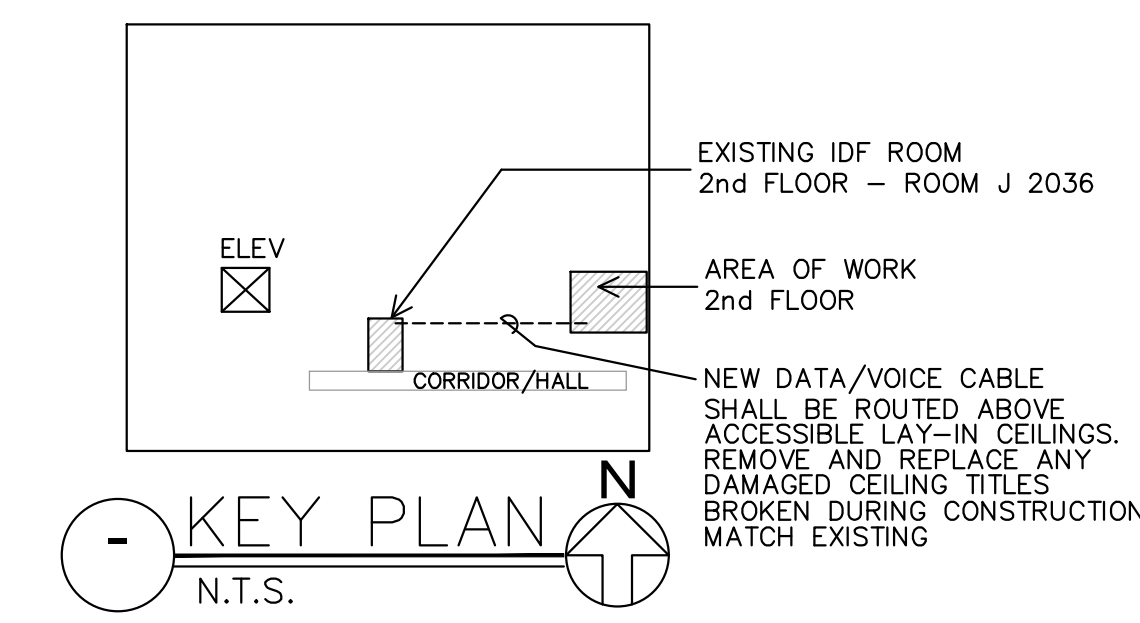 EXISTING IDF ROOM
2nd FLOOR – ROOM J 2036
ELEV
AREA OF WORK
2nd FLOOR
CORRIDOR/HALL
NEW DATA/VOICE CABLE
SHALL BE ROUTED ABOVE
ACCESSIBLE LAY–IN CEILINGS.
REMOVE AND REPLACE ANY
DAMAGED CEILING TITLES
BROKEN DURING CONSTRUCTION
MATCH EXISTING
N
-
KEY PLAN
N.T.S.